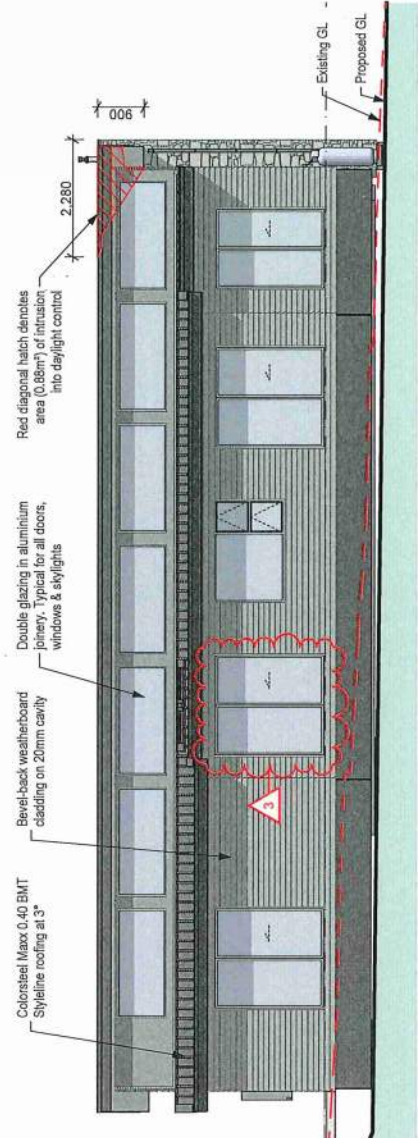 Colorsteel Maxx 0.40 BMT
Styleline roofing at 3°
Bevel-back weatherboard
cladding on 20mm cavity
Double glazing in aluminium
joinery. Typical for all doors,
windows & skylights
Red diagonal hatch denotes
area (0.88m²) of intrusion
into daylight control
2,280
900
Existing GL
Proposed GL
3